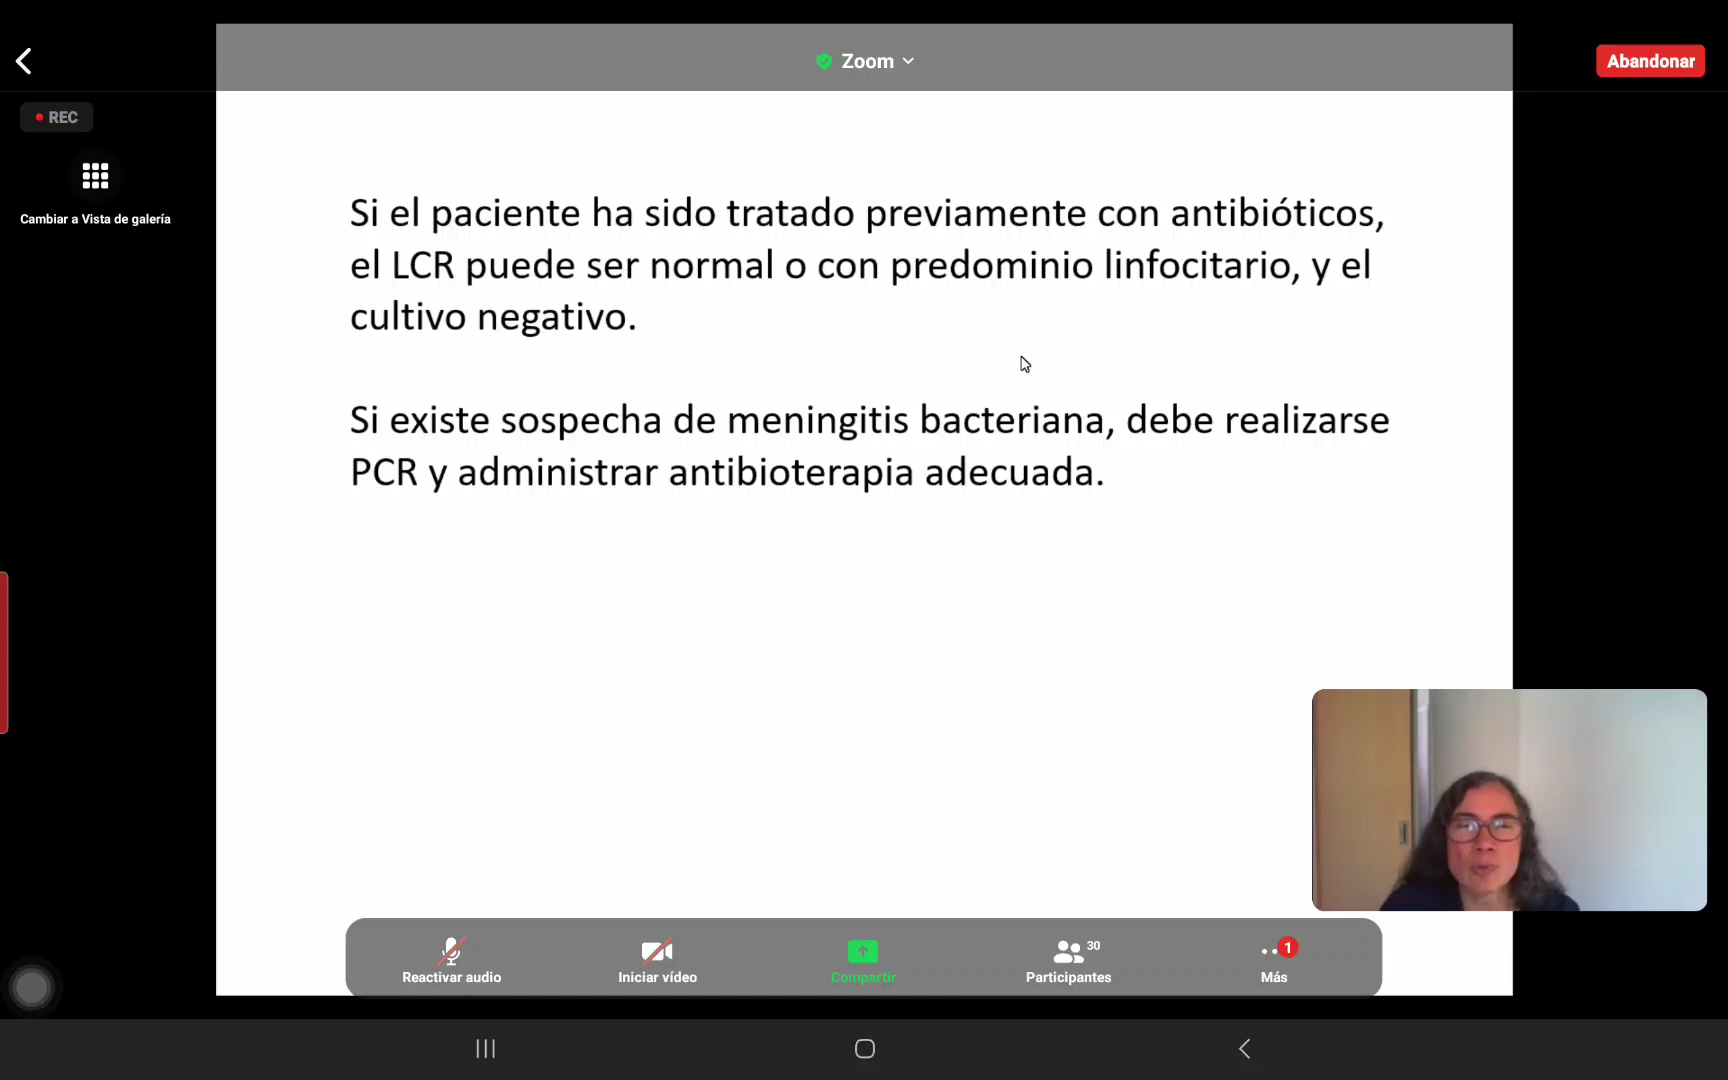 Zoom
Abandonar
REC
Cambiar a Vista de galería
Si el paciente ha sido tratado previamente con antibióticos,
el LCR puede ser normal o con predominio linfocitario, y el
cultivo negativo.
Si existe sospecha de meningitis bacteriana, debe realizarse
PCR y administrar antibioterapia adecuada.
Reactivar audio
Iniciar vídeo
Compartir
30
Participantes
1
Más